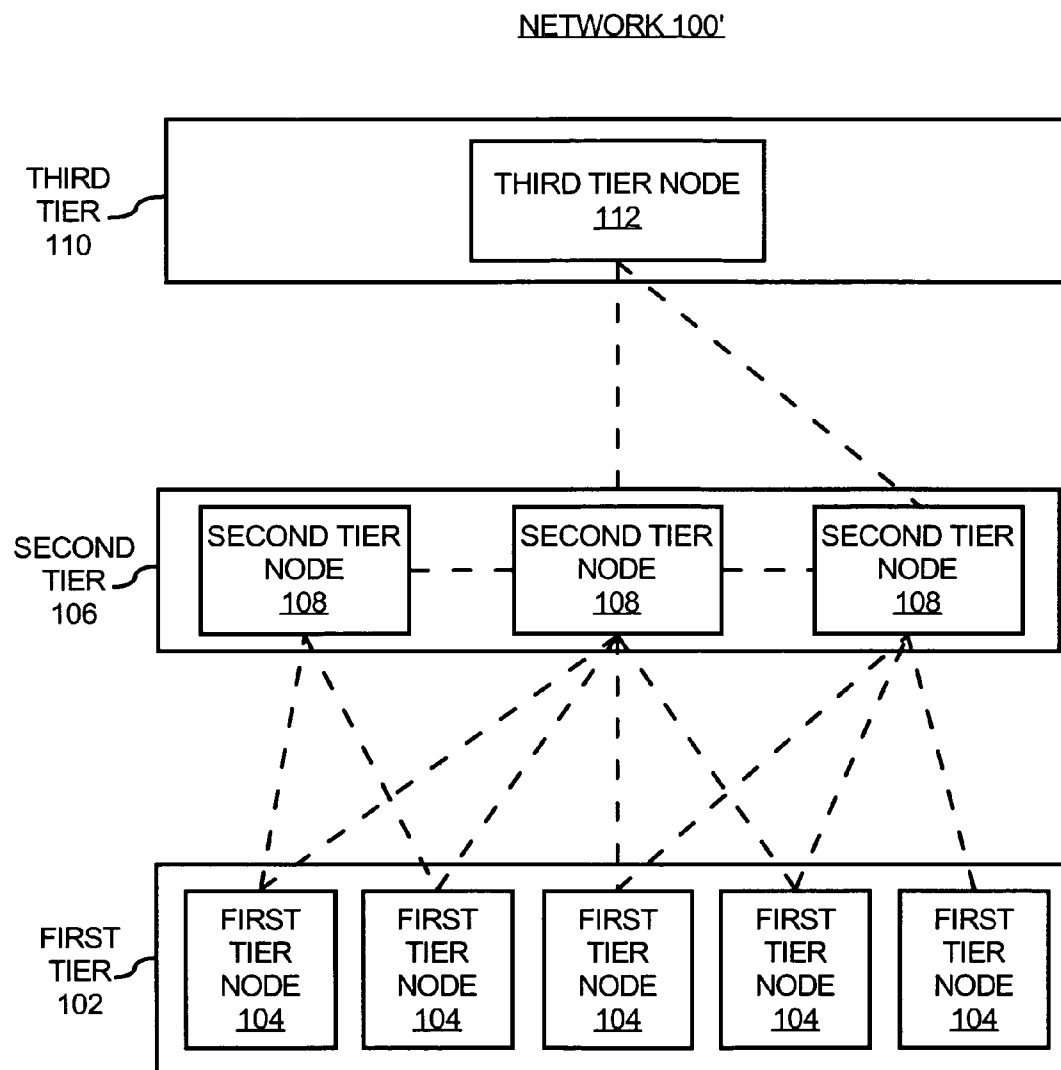 NETWORK 100'
THIRD
TIER
110
THIRD TIER NODE
112
SECOND
TIER
106
SECOND TIER
NODE
108
SECOND TIER
NODE
108
SECOND TIER
NODE
108
FIRST
TIER
102
FIRST
TIER
NODE
104
FIRST
TIER
NODE
104
FIRST
TIER
NODE
104
FIRST
TIER
NODE
104
FIRST
TIER
NODE
104